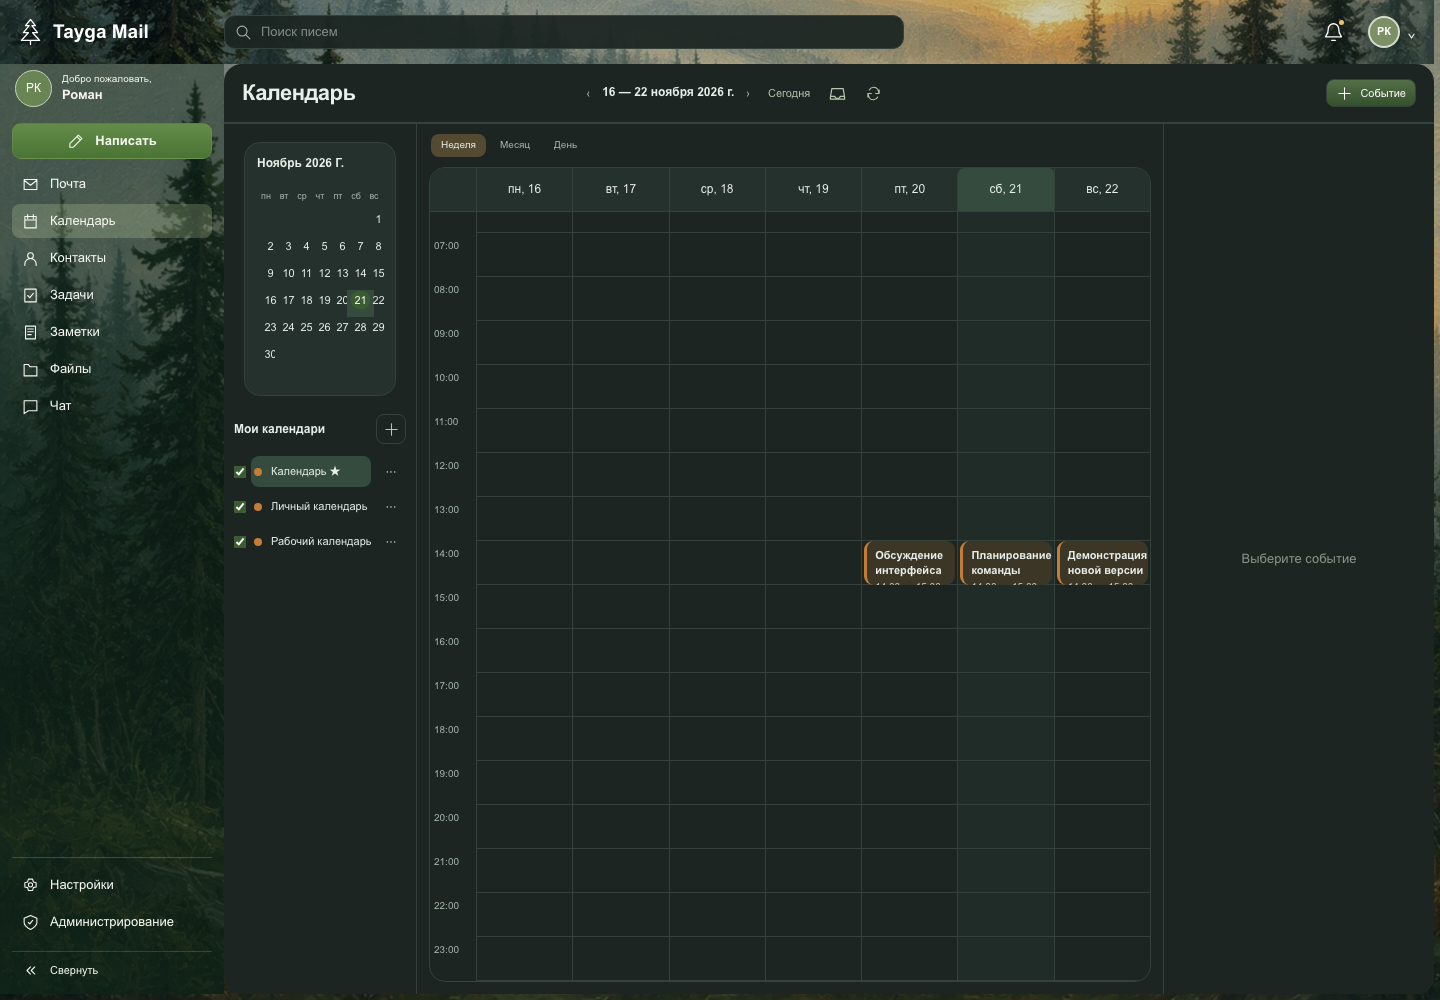 Tayga Mail
Поиск писем
РК
РК
Добро пожаловать,
Роман
Написать
Почта
Календарь
Контакты
Задачи
Заметки
Файлы
Чат
Настройки
Администрирование
Свернуть
Календарь
16 — 22 ноября 2026 г.
Сегодня
Событие
Ноябрь 2026 Г.
пн вт ср чт пт сб вс
1
2 3 4 5 6 7 8
9 10 11 12 13 14 15
16 17 18 19 20 21 22
23 24 25 26 27 28 29
30
Мои календари
Календарь ★
Личный календарь
Рабочий календарь
Неделя Месяц День
пн, 16 вт, 17 ср, 18 чт, 19 пт, 20 сб, 21 вс, 22
07:00
08:00
09:00
10:00
11:00
12:00
13:00
14:00
Обсуждение
интерфейса
Планирование
команды
Демонстрация
новой версии
15:00
16:00
17:00
18:00
19:00
20:00
21:00
22:00
23:00
Выберите событие